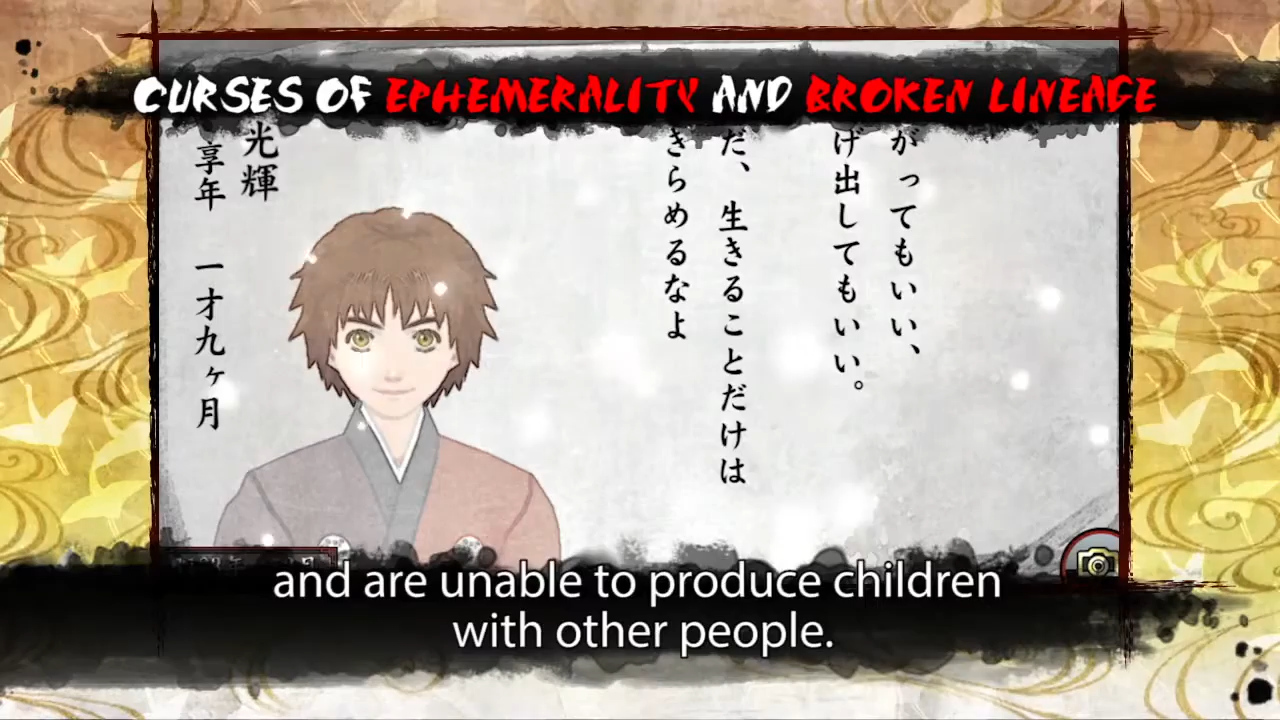 CURSES OF EPHEMERALITY AND BROKEN LINEAGE
がってもいい、
げ出してもいい。
だ、生きることだけは
きらめるなよ
光輝
享年 一才九ヶ月
and are unable to produce children
with other people.